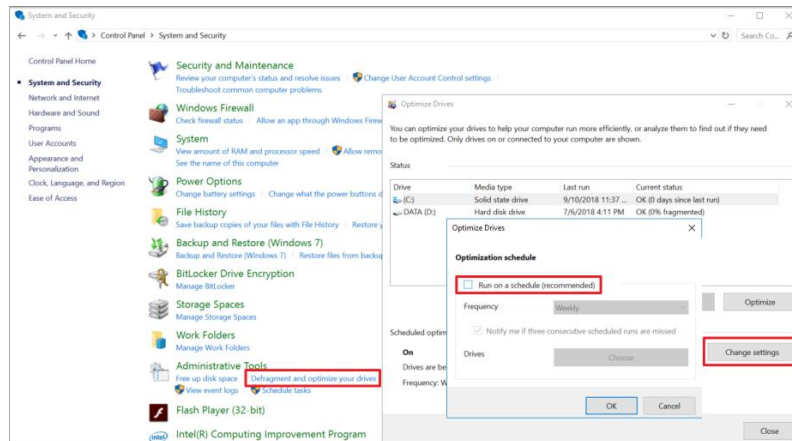 System and Security
Control Panel > System and Security
Search Co...
Control Panel Home
System and Security
Network and Internet
Hardware and Sound
Programs
User Accounts
Appearance and
Personalization
Clock, Language, and Region
Ease of Access
Security and Maintenance
Review your computer's status and resolve issues
Change User Account Control settings
Troubleshoot common computer problems
Windows Firewall
Check firewall status
Allow an app through Windows Firew
System
View amount of RAM and processor speed
Allow remo
See the name of this computer
Power Options
Change battery settings
Change what the power buttons d
File History
Save backup copies of your files with File History
Restore y
Backup and Restore (Windows 7)
Backup and Restore (Windows 7)
Restore files from backup
BitLocker Drive Encryption
Manage BitLocker
Storage Spaces
Manage Storage Spaces
Work Folders
Manage Work Folders
Administrative Tools
Free up disk space
Defragment and optimize your drives
View event logs
Schedule tasks
Flash Player (32-bit)
Intel(R) Computing Improvement Program
(intel)
Optimize Drives
You can optimize your drives to help your computer run more efficiently, or analyze them to find out if they need
to be optimized. Only drives on or connected to your computer are shown.
Status
Drive Media type Last run Current status
(C:) Solid state drive 9/10/2018 11:37 ... OK (0 days since last run)
DATA (D:) Hard disk drive 7/6/2018 4:11 PM OK (0% fragmented)
Optimize
Scheduled optim
On
Drives are be
Frequency: W
Change settings
Close
Optimize Drives
Optimization schedule
Run on a schedule (recommended)
Frequency Weekly
Notify me if three consecutive scheduled runs are missed
Drives Choose
OK Cancel